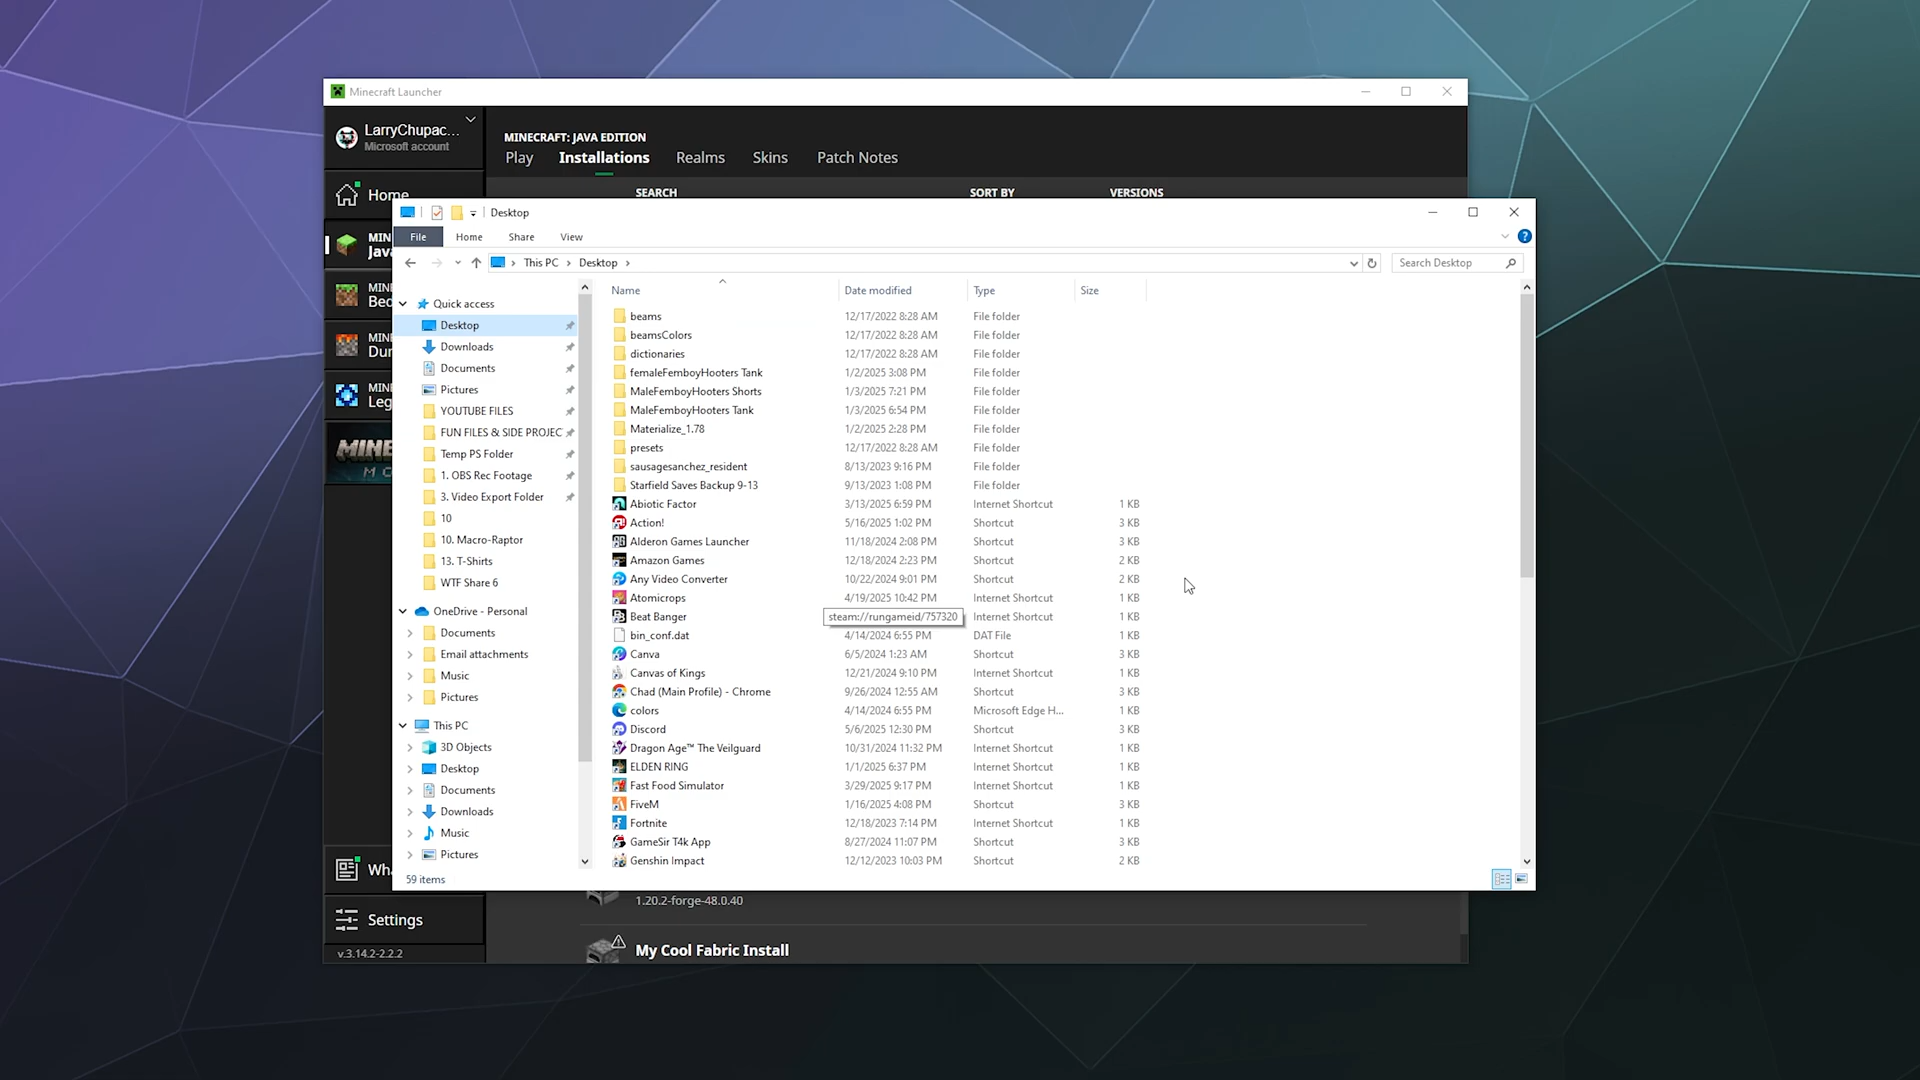 Minecraft Launcher
LarryChupac...
Microsoft account
MINECRAFT: JAVA EDITION
Play Installations Realms Skins Patch Notes
SEARCH SORT BY VERSIONS
Home
MIN
Jav
MINE
Bed
MINE
Dun
MINE
Leg
MINE
M C
Wha
Settings
v.3.14.2-2.2.2
Desktop
File Home Share View
This PC > Desktop >
Search Desktop
Quick access
Desktop
Downloads
Documents
Pictures
YOUTUBE FILES
FUN FILES & SIDE PROJEC
Temp PS Folder
1. OBS Rec Footage
3. Video Export Folder
10
10. Macro-Raptor
13. T-Shirts
WTF Share 6
OneDrive - Personal
Documents
Email attachments
Music
Pictures
This PC
3D Objects
Desktop
Documents
Downloads
Music
Pictures
59 items
Name Date modified Type Size
beams 12/17/2022 8:28 AM File folder
beamsColors 12/17/2022 8:28 AM File folder
dictionaries 12/17/2022 8:28 AM File folder
femaleFemboyHooters Tank 1/2/2025 3:08 PM File folder
MaleFemboyHooters Shorts 1/3/2025 7:21 PM File folder
MaleFemboyHooters Tank 1/3/2025 6:54 PM File folder
Materialize_1.78 1/2/2025 2:28 PM File folder
presets 12/17/2022 8:28 AM File folder
sausagesanchez_resident 8/13/2023 9:16 PM File folder
Starfield Saves Backup 9-13 9/13/2023 1:08 PM File folder
Abiotic Factor 3/13/2025 6:59 PM Internet Shortcut 1 KB
Action! 5/16/2025 1:02 PM Shortcut 3 KB
Alderon Games Launcher 11/18/2024 2:08 PM Shortcut 3 KB
Amazon Games 12/18/2024 2:23 PM Shortcut 2 KB
Any Video Converter 10/22/2024 9:01 PM Shortcut 2 KB
Atomicrops 4/19/2025 10:42 PM Internet Shortcut 1 KB
Beat Banger steam://rungameid/757320 Internet Shortcut 1 KB
bin_conf.dat 4/14/2024 6:55 PM DAT File 1 KB
Canva 6/5/2024 1:23 AM Shortcut 3 KB
Canvas of Kings 12/21/2024 9:10 PM Internet Shortcut 1 KB
Chad (Main Profile) - Chrome 9/26/2024 12:55 AM Shortcut 3 KB
colors 4/14/2024 6:55 PM Microsoft Edge H... 1 KB
Discord 5/6/2025 12:30 PM Shortcut 3 KB
Dragon Age™ The Veilguard 10/31/2024 11:32 PM Internet Shortcut 1 KB
ELDEN RING 1/1/2025 6:37 PM Internet Shortcut 1 KB
Fast Food Simulator 3/29/2025 9:17 PM Internet Shortcut 1 KB
FiveM 1/16/2025 4:08 PM Shortcut 3 KB
Fortnite 12/18/2023 7:14 PM Internet Shortcut 1 KB
GameSir T4k App 8/27/2024 11:07 PM Shortcut 3 KB
Genshin Impact 12/12/2023 10:03 PM Shortcut 2 KB
1.20.2-forge-48.0.40
My Cool Fabric Install